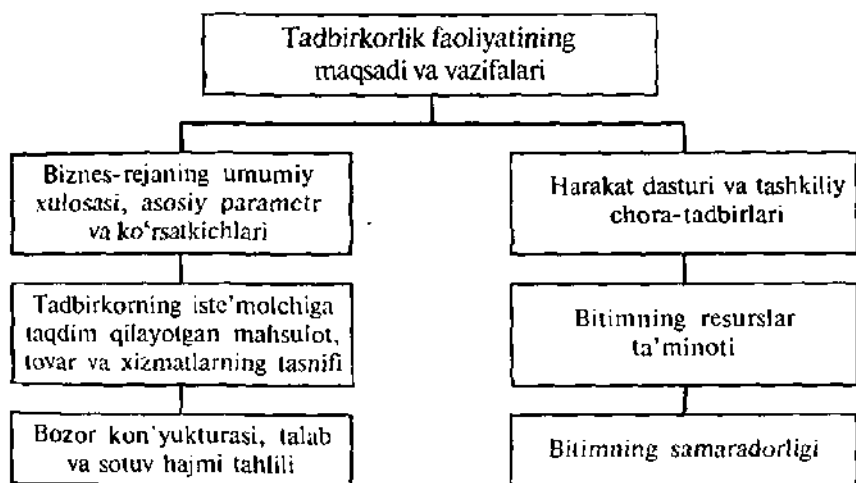 Tadbirkorlik faoliyatining
maqsadi va vazifalari
Biznes-rejaning umumiy
xulosasi, asosiy parametr
va ko‘rsatkichlari
Tadbirkorning iste’molchiga
taqdim qilayotgan mahsulot,
tovar va xizmatlarning tasnifi
Bozor kon’yukturasi, talab
va sotuv hajmi tahlili
Harakat dasturi va tashkiliy
chora-tadbirlari
Bitimning resurslar
ta’minoti
Bitimning samaradorligi